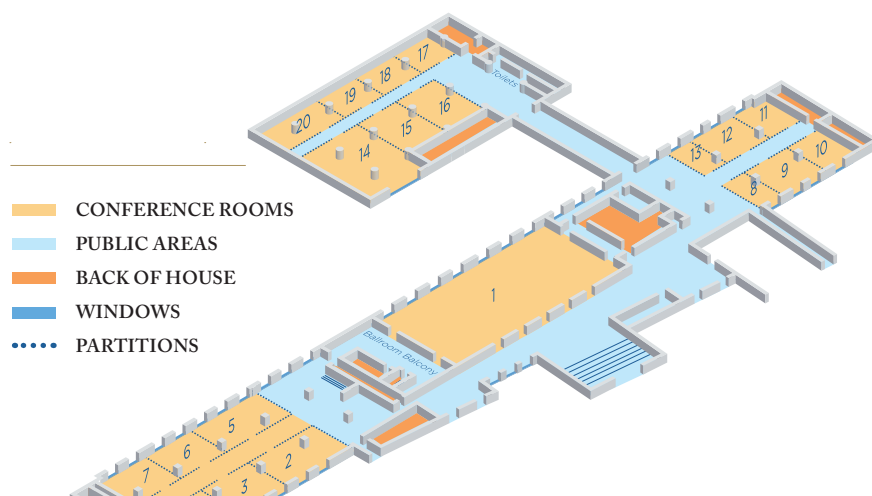 17
18
19
20
Toilets
16
15
14
11
12
13
10
9
8
CONFERENCE ROOMS
PUBLIC AREAS
BACK OF HOUSE
WINDOWS
PARTITIONS
1
Ballroom Balcony
5
6
7
2
3